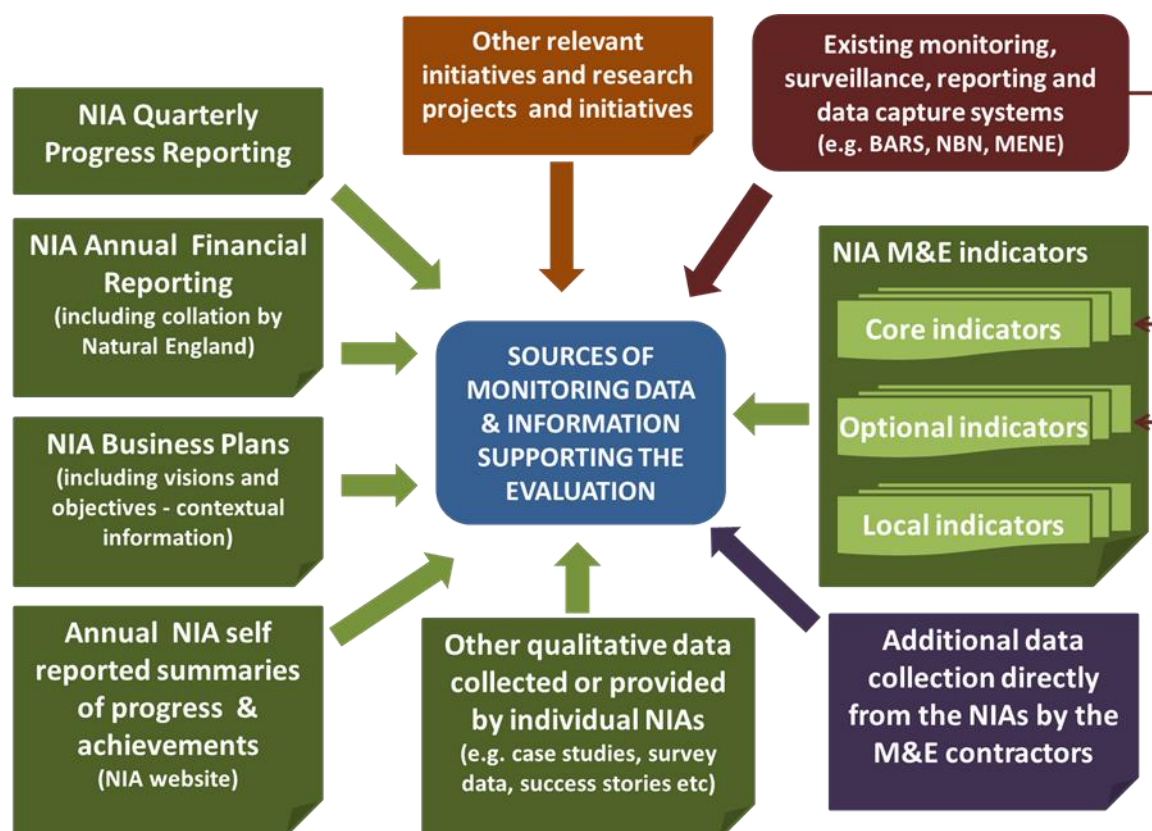 Other relevant
initiatives and research
projects and initiatives
Existing monitoring,
surveillance, reporting and
data capture systems
(e.g. BARS, NBN, MENE)
NIA Quarterly
Progress Reporting
NIA Annual Financial
Reporting
(including collation by
Natural England)
NIA M&E indicators
Core indicators
Optional indicators
Local indicators
SOURCES OF
MONITORING DATA
& INFORMATION
SUPPORTING THE
EVALUATION
NIA Business Plans
(including visions and
objectives - contextual
information)
Annual NIA self
reported summaries
of progress &
achievements
(NIA website)
Other qualitative data
collected or provided
by individual NIAs
(e.g. case studies, survey
data, success stories etc)
Additional data
collection directly
from the NIAs by the
M&E contractors